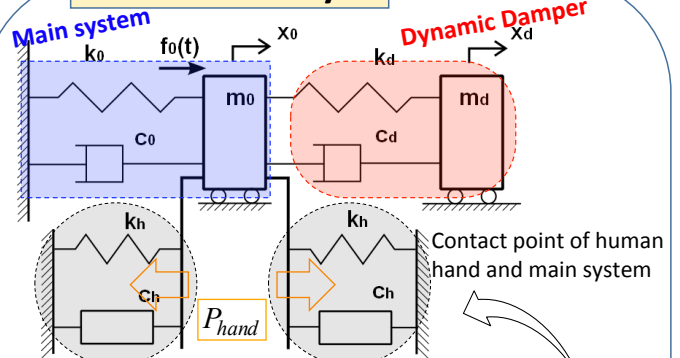 Main system
Dynamic Damper
k0
f0(t)
x0
kd
xd
m0
md
C0
Cd
kh
kh
Contact point of human
hand and main system
Ch
Ch
Phand